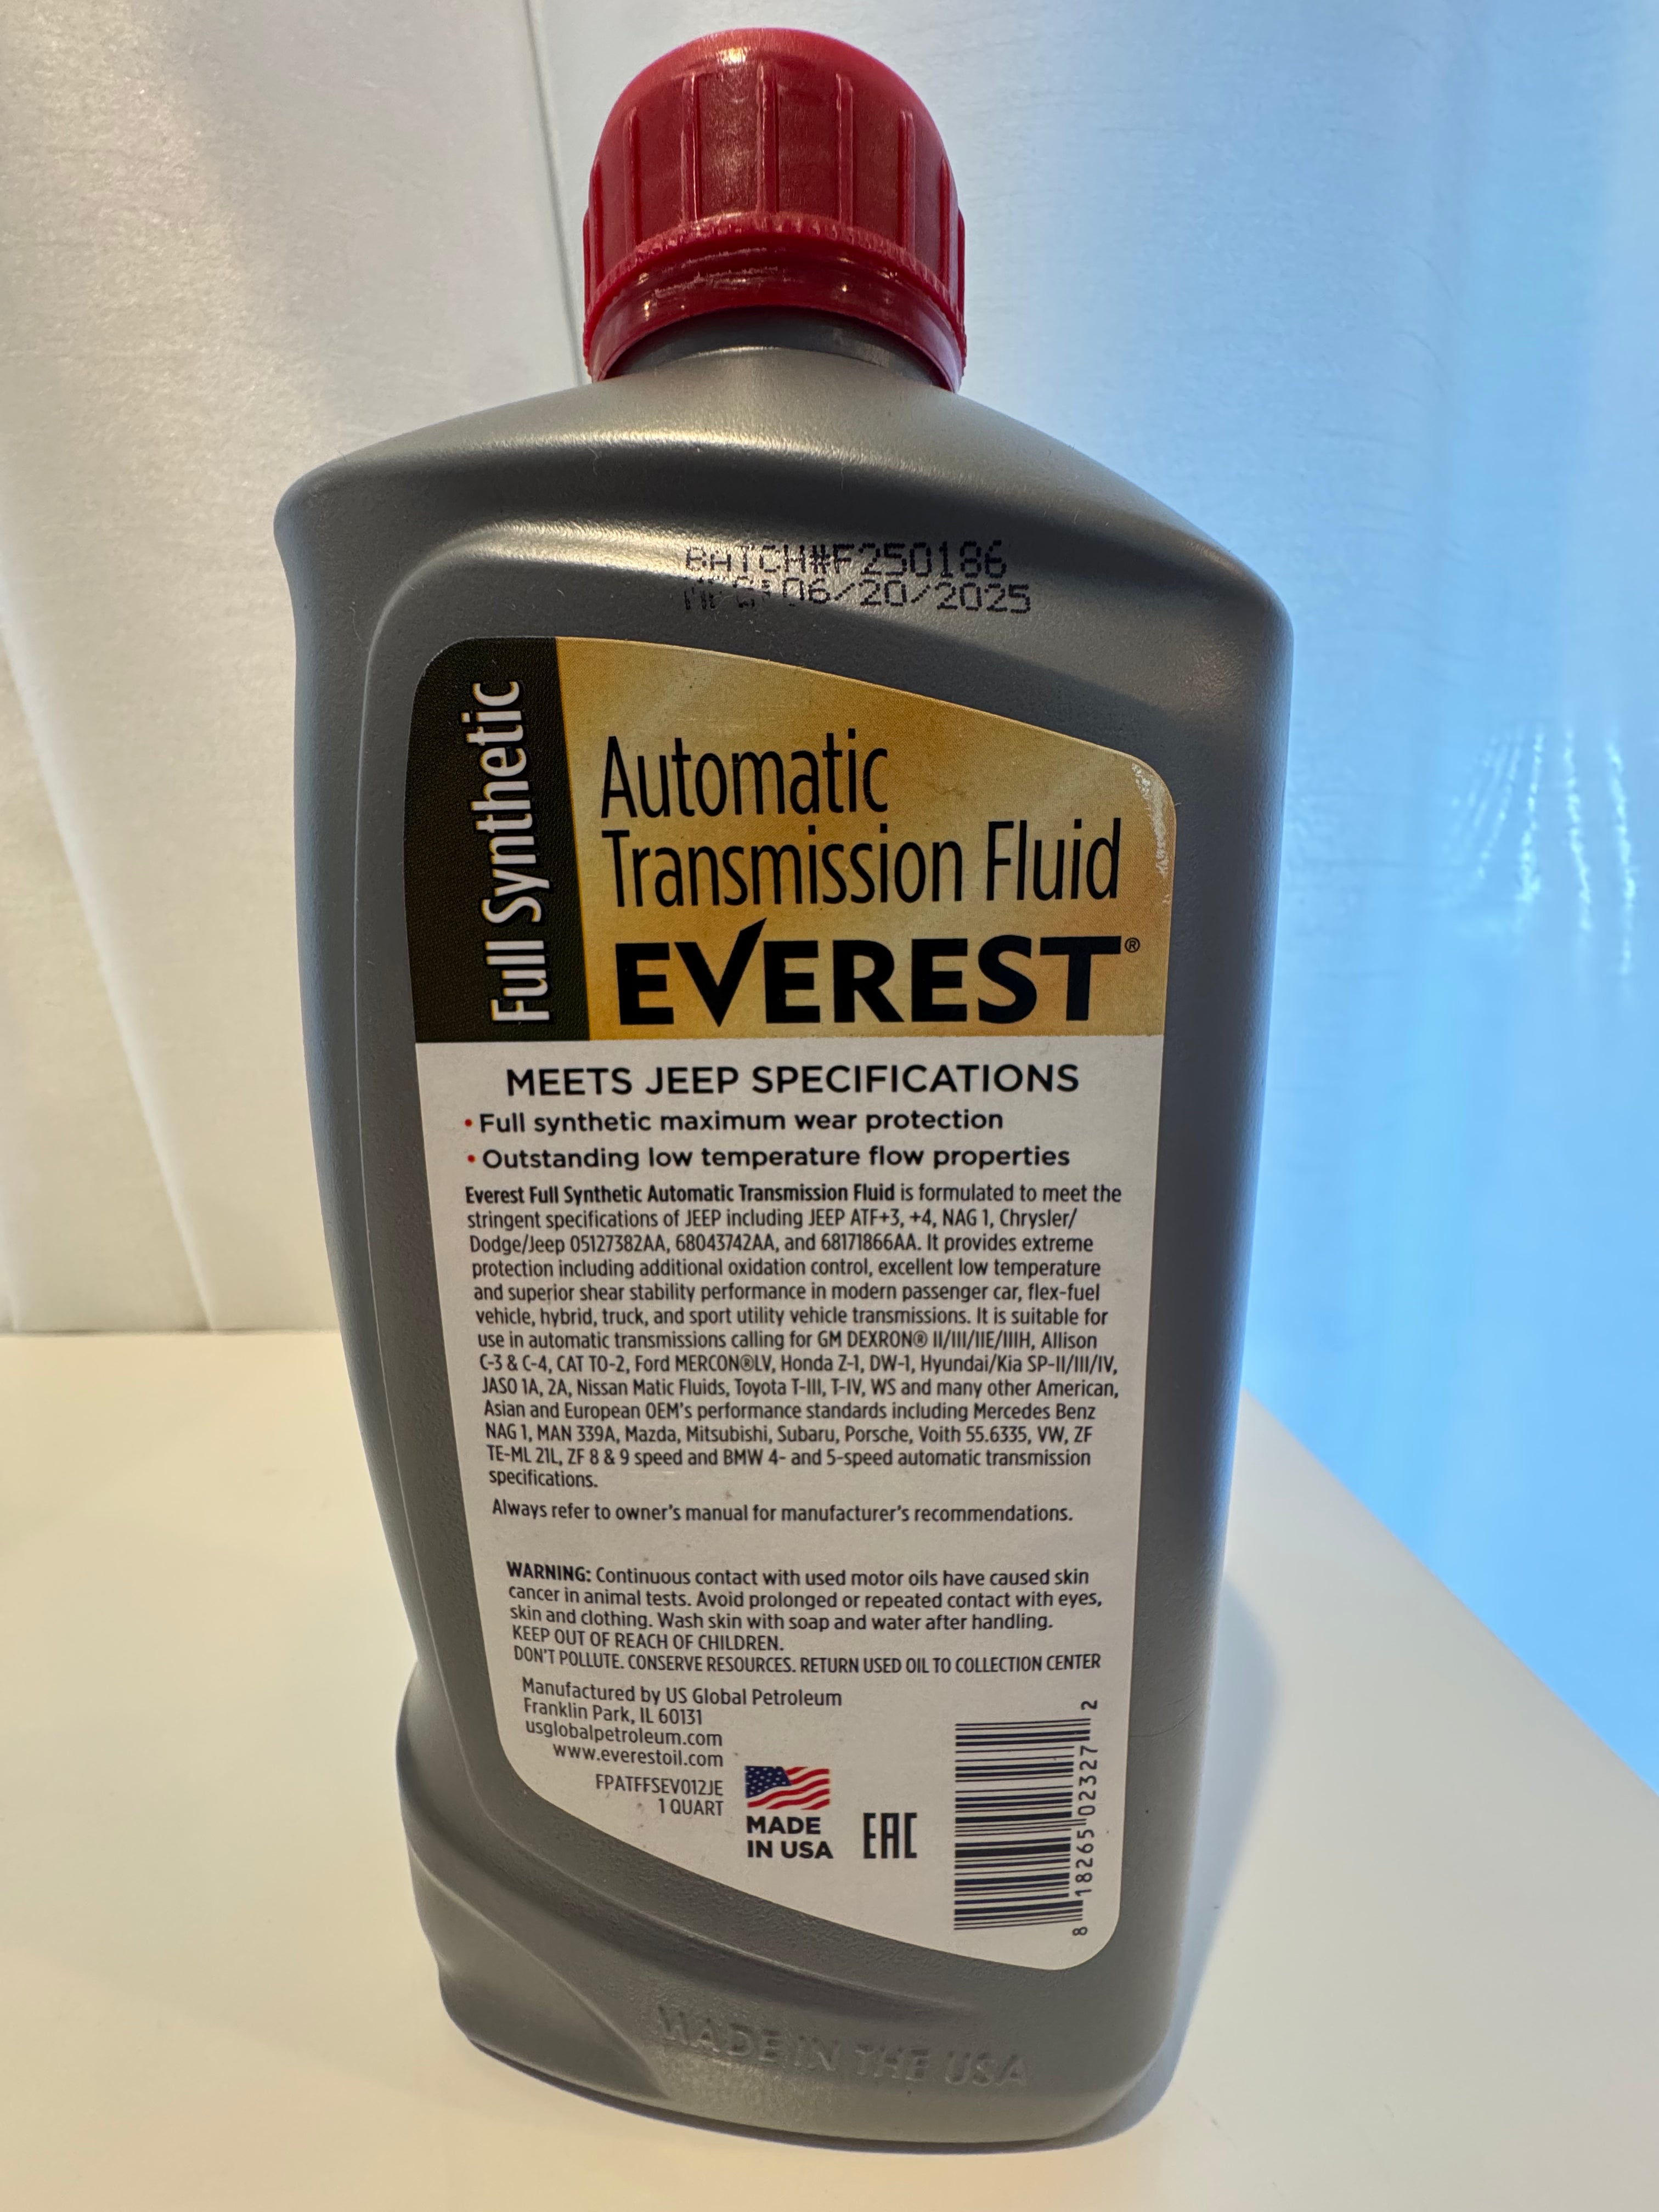 BATCH#F250186
MFG:06/20/2025
Full Synthetic
Automatic
Transmission Fluid
EVEREST®
MEETS JEEP SPECIFICATIONS
• Full synthetic maximum wear protection
• Outstanding low temperature flow properties
Everest Full Synthetic Automatic Transmission Fluid is formulated to meet the
stringent specifications of JEEP including JEEP ATF+3, +4, NAG 1, Chrysler/
Dodge/Jeep 05127382AA, 68043742AA, and 68171866AA. It provides extreme
protection including additional oxidation control, excellent low temperature
and superior shear stability performance in modern passenger car, flex-fuel
vehicle, hybrid, truck, and sport utility vehicle transmissions. It is suitable for
use in automatic transmissions calling for GM DEXRON® II/III/IIE/IIIH, Allison
C-3 & C-4, CAT TO-2, Ford MERCON®LV, Honda Z-1, DW-1, Hyundai/Kia SP-II/III/IV,
JASO 1A, 2A, Nissan Matic Fluids, Toyota T-III, T-IV, WS and many other American,
Asian and European OEM's performance standards including Mercedes Benz
NAG 1, MAN 339A, Mazda, Mitsubishi, Subaru, Porsche, Voith 55.6335, VW, ZF
TE-ML 21L, ZF 8 & 9 speed and BMW 4- and 5-speed automatic transmission
specifications.
Always refer to owner's manual for manufacturer's recommendations.
WARNING: Continuous contact with used motor oils have caused skin
cancer in animal tests. Avoid prolonged or repeated contact with eyes,
skin and clothing. Wash skin with soap and water after handling.
KEEP OUT OF REACH OF CHILDREN.
DON'T POLLUTE. CONSERVE RESOURCES. RETURN USED OIL TO COLLECTION CENTER
Manufactured by US Global Petroleum
Franklin Park, IL 60131
usglobalpetroleum.com
www.everestoil.com
FPATFFSEV012JE
1 QUART
MADE
IN USA
EAC
8 18265 02327 2
MADE IN THE USA